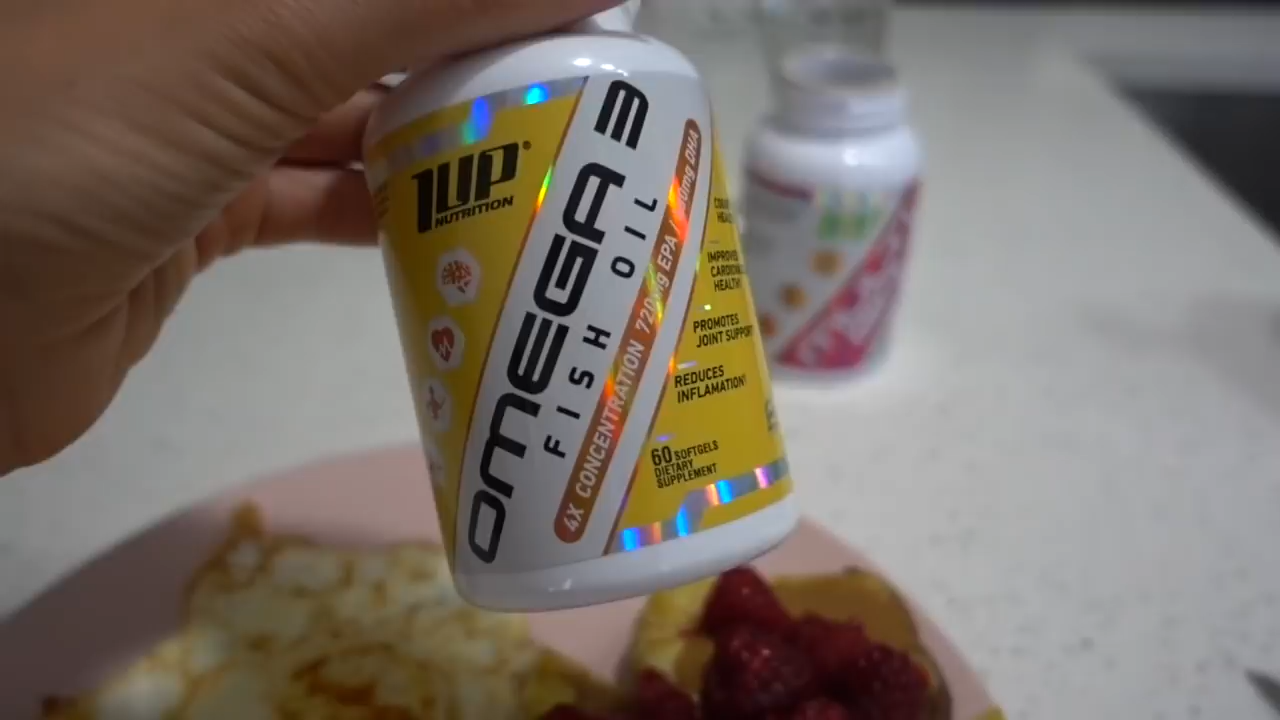 1UP
NUTRITION
OMEGA 3
FISH OIL
4X CONCENTRATION 720mg EPA / DHA
IMPROVES
HEALTH
PROMOTES
JOINT SUPPORT
REDUCES
INFLAMATION
60 SOFTGELS
DIETARY
SUPPLEMENT